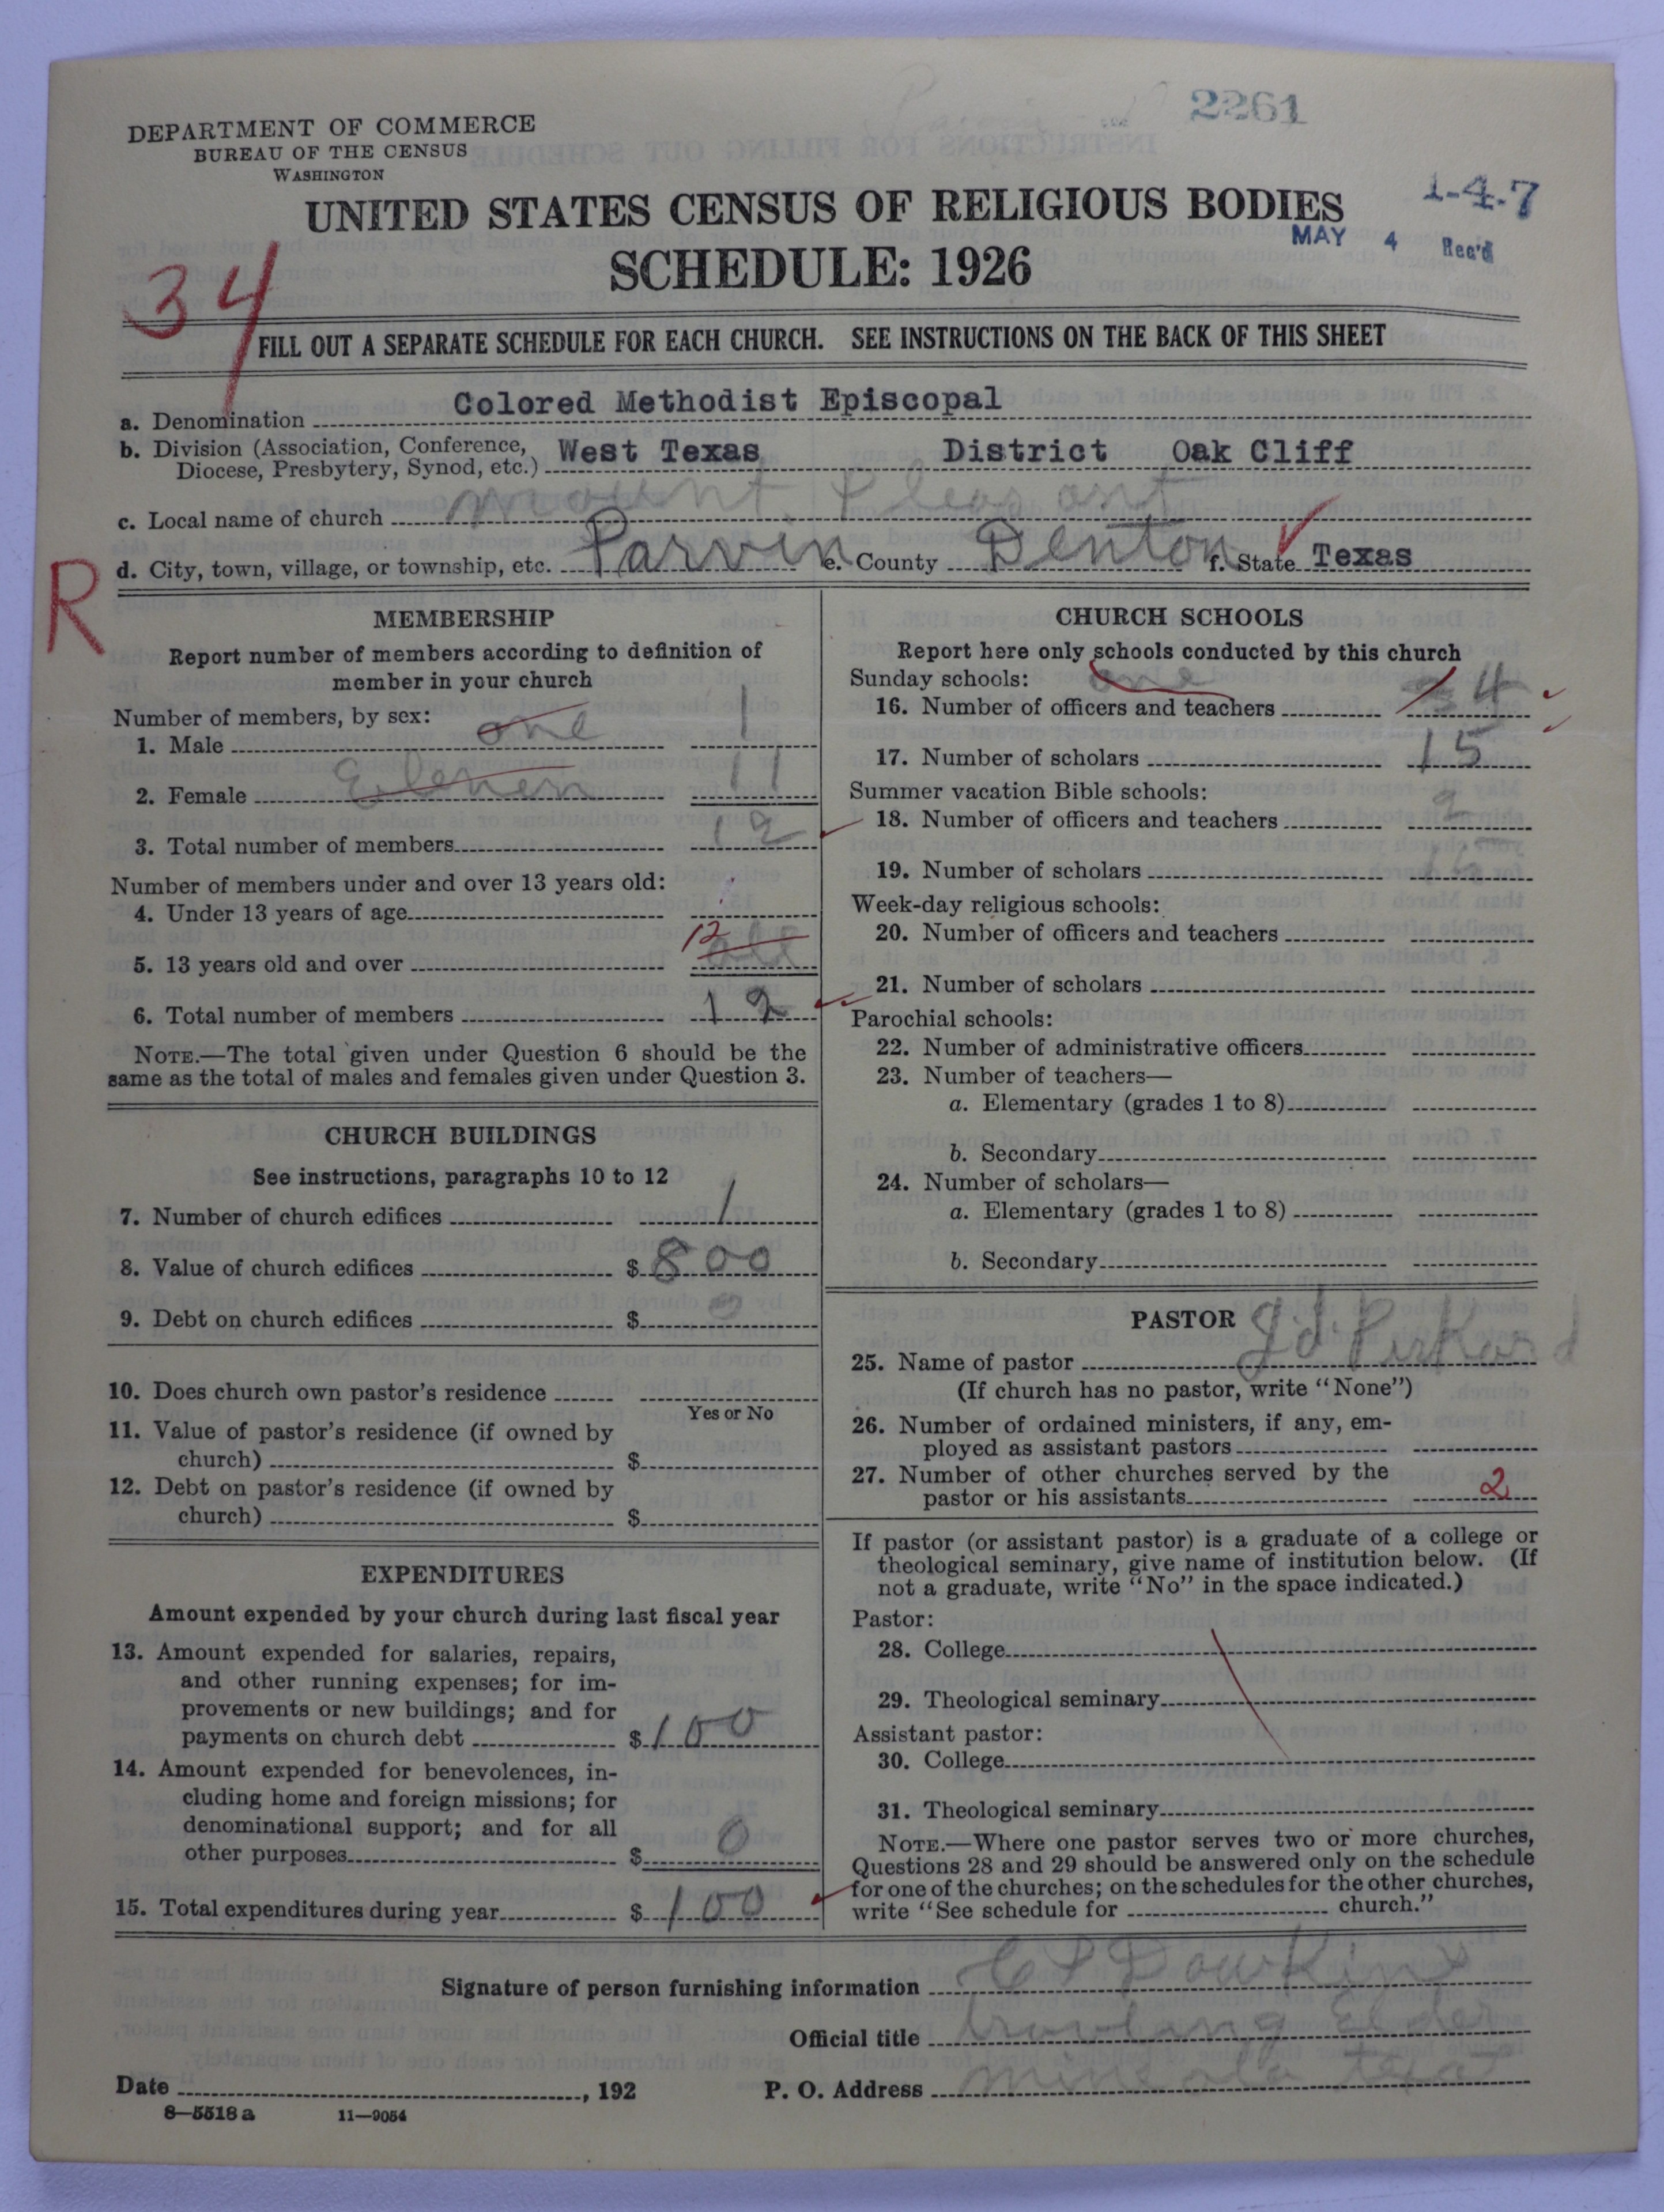 2261
DEPARTMENT OF COMMERCE
BUREAU OF THE CENSUS
WASHINGTON
1-4-7
UNITED STATES CENSUS OF RELIGIOUS BODIES
MAY 4 Rec'd
SCHEDULE: 1926
34
FILL OUT A SEPARATE SCHEDULE FOR EACH CHURCH. SEE INSTRUCTIONS ON THE BACK OF THIS SHEET
a. Denomination Colored Methodist Episcopal
b. Division (Association, Conference, Diocese, Presbytery, Synod, etc.) West Texas District Oak Cliff
c. Local name of church Mount Pleasant
d. City, town, village, or township, etc. Parvin e. County Denton f. State Texas
R
MEMBERSHIP
Report number of members according to definition of
member in your church
Number of members, by sex:
1. Male one 1
2. Female Eleven 11
3. Total number of members 12
Number of members under and over 13 years old:
4. Under 13 years of age
5. 13 years old and over 12 all
6. Total number of members 12
NOTE.—The total given under Question 6 should be the
same as the total of males and females given under Question 3.
CHURCH BUILDINGS
See instructions, paragraphs 10 to 12
7. Number of church edifices 1
8. Value of church edifices $ 800
9. Debt on church edifices $ 0
10. Does church own pastor's residence
Yes or No
11. Value of pastor's residence (if owned by
church) $
12. Debt on pastor's residence (if owned by
church) $
EXPENDITURES
Amount expended by your church during last fiscal year
13. Amount expended for salaries, repairs,
and other running expenses; for im-
provements or new buildings; and for
payments on church debt $ 100
14. Amount expended for benevolences, in-
cluding home and foreign missions; for
denominational support; and for all
other purposes $ 0
15. Total expenditures during year $ 100
CHURCH SCHOOLS
Report here only schools conducted by this church
Sunday schools: one
16. Number of officers and teachers 4
17. Number of scholars 15
Summer vacation Bible schools:
18. Number of officers and teachers 2
19. Number of scholars
Week-day religious schools:
20. Number of officers and teachers
21. Number of scholars
Parochial schools:
22. Number of administrative officers
23. Number of teachers—
a. Elementary (grades 1 to 8)
b. Secondary
24. Number of scholars—
a. Elementary (grades 1 to 8)
b. Secondary
PASTOR
25. Name of pastor
(If church has no pastor, write "None")
26. Number of ordained ministers, if any, em-
ployed as assistant pastors
27. Number of other churches served by the
pastor or his assistants 2
If pastor (or assistant pastor) is a graduate of a college or
theological seminary, give name of institution below. (If
not a graduate, write "No" in the space indicated.)
Pastor:
28. College
29. Theological seminary
Assistant pastor:
30. College
31. Theological seminary
NOTE.—Where one pastor serves two or more churches,
Questions 28 and 29 should be answered only on the schedule
for one of the churches; on the schedules for the other churches,
write "See schedule for church."
Signature of person furnishing information
Official title Elder
Date , 192 P. O. Address mineola texas
8—5518 a 11—9054